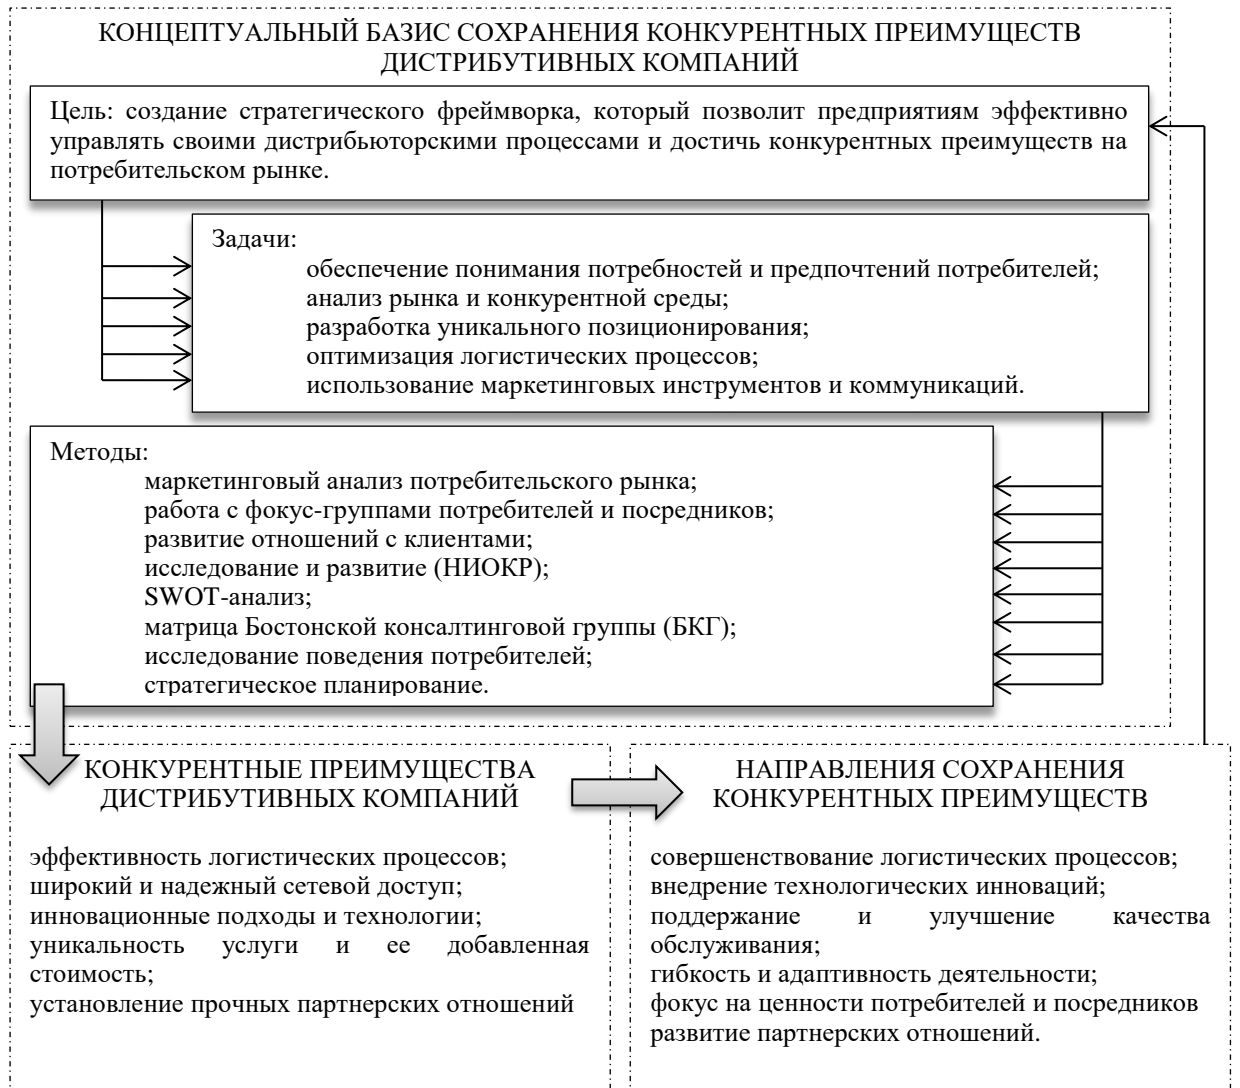 КОНЦЕПТУАЛЬНЫЙ БАЗИС СОХРАНЕНИЯ КОНКУРЕНТНЫХ ПРЕИМУЩЕСТВ
ДИСТРИБУТИВНЫХ КОМПАНИЙ
Цель: создание стратегического фреймворка, который позволит предприятиям эффективно
управлять своими дистрибьюторскими процессами и достичь конкурентных преимуществ на
потребительском рынке.
Задачи:
обеспечение понимания потребностей и предпочтений потребителей;
анализ рынка и конкурентной среды;
разработка уникального позиционирования;
оптимизация логистических процессов;
использование маркетинговых инструментов и коммуникаций.
Методы:
маркетинговый анализ потребительского рынка;
работа с фокус-группами потребителей и посредников;
развитие отношений с клиентами;
исследование и развитие (НИОКР);
SWOT-анализ;
матрица Бостонской консалтинговой группы (БКГ);
исследование поведения потребителей;
стратегическое планирование.
КОНКУРЕНТНЫЕ ПРЕИМУЩЕСТВА
ДИСТРИБУТИВНЫХ КОМПАНИЙ
эффективность логистических процессов;
широкий и надежный сетевой доступ;
инновационные подходы и технологии;
уникальность услуги и ее добавленная
стоимость;
установление прочных партнерских отношений
НАПРАВЛЕНИЯ СОХРАНЕНИЯ
КОНКУРЕНТНЫХ ПРЕИМУЩЕСТВ
совершенствование логистических процессов;
внедрение технологических инноваций;
поддержание и улучшение качества
обслуживания;
гибкость и адаптивность деятельности;
фокус на ценности потребителей и посредников
развитие партнерских отношений.